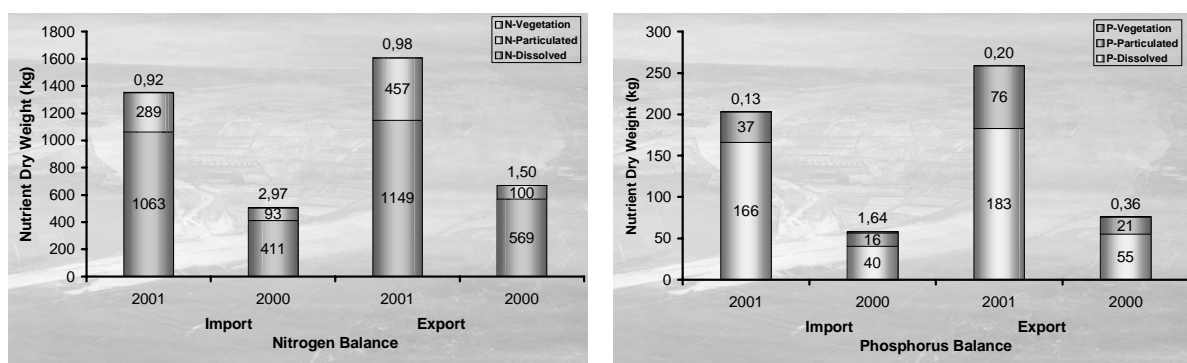 1800
1600
1400
1200
1000
800
600
400
200
0
Nutrient Dry Weight (kg)
N-Vegetation
N-Particulated
N-Dissolved
0,92
289
1063
2,97
93
411
0,98
457
1149
1,50
100
569
2001 2000 2001 2000
Import Export
Nitrogen Balance
300
250
200
150
100
50
0
Nutrient Dry Weight (kg)
P-Vegetation
P-Particulated
P-Dissolved
0,13
37
166
1,64
16
40
0,20
76
183
0,36
21
55
2001 2000 2001 2000
Import Export
Phosphorus Balance